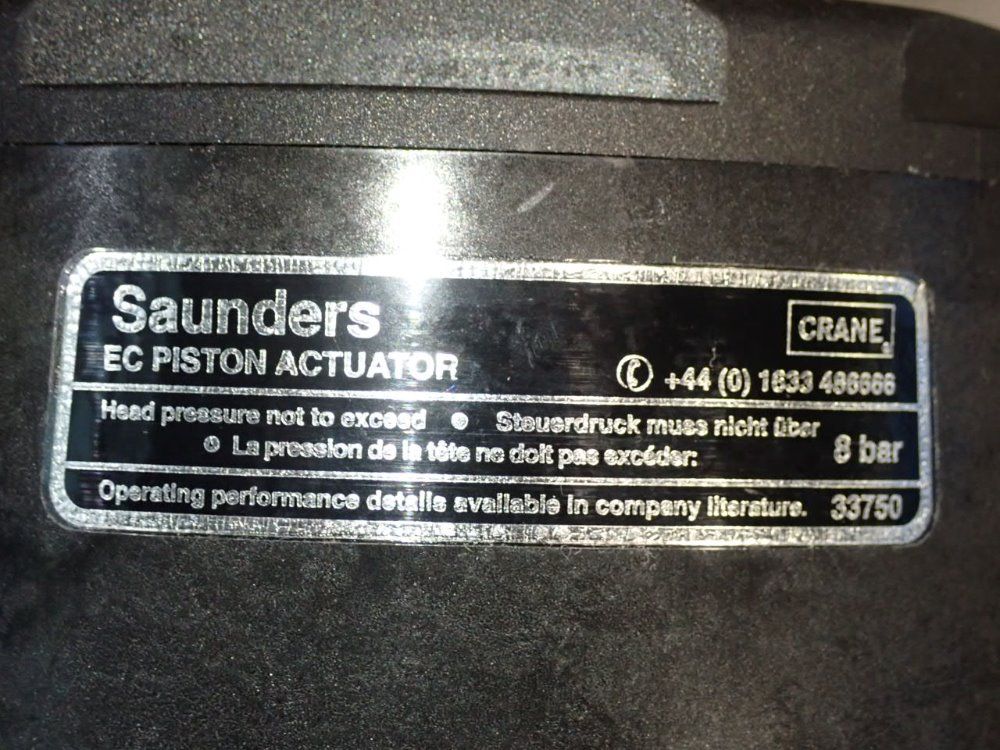 Saunders
CRANE
EC PISTON ACTUATOR
+44 (0) 1633 486666
Head pressure not to exceed • Steuerdruck muss nicht über
• La pression de la tête ne doit pas excéder:
8 bar
Operating performance details available in company literature. 33750